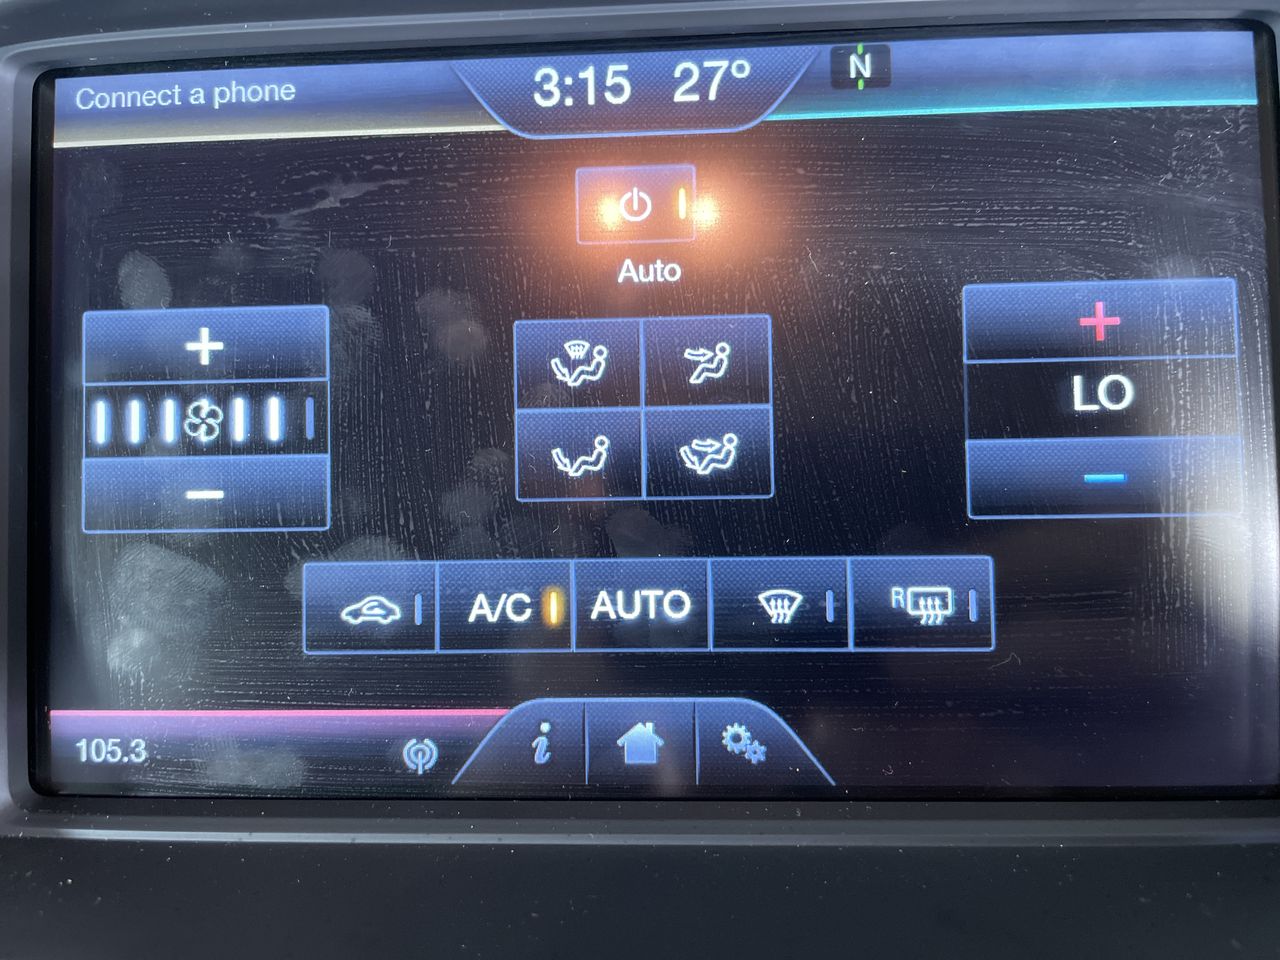 Connect a phone
3:15 27°
N
Auto
+
+
LO
-
-
A/C
AUTO
R
105.3
i